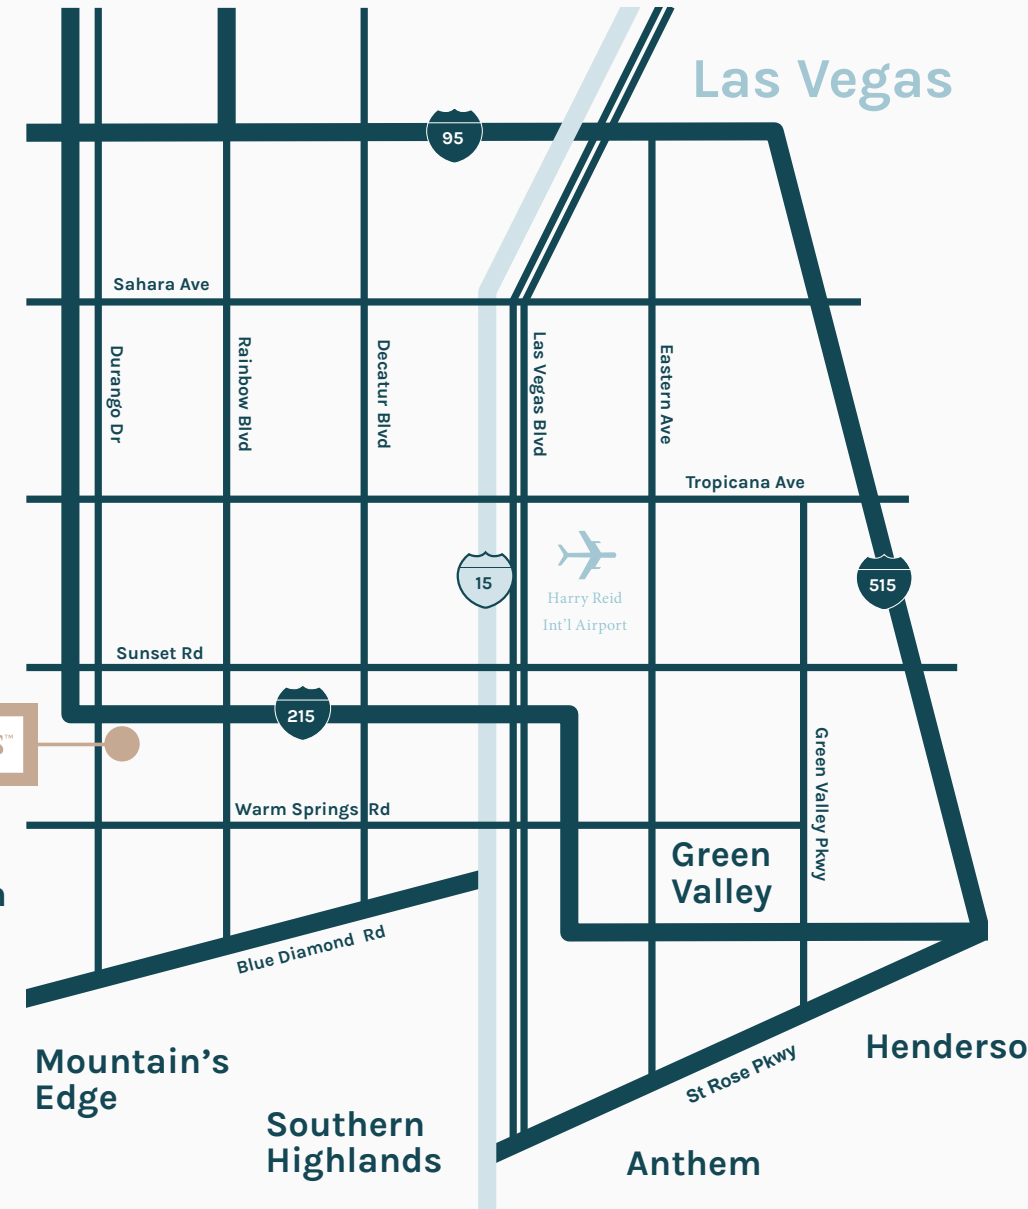 Las Vegas
95
Sahara Ave
Durango Dr
Rainbow Blvd
Decatur Blvd
Las Vegas Blvd
Eastern Ave
Tropicana Ave
15
Harry Reid
Int’l Airport
515
Sunset Rd
215
™
Green Valley Pkwy
Warm Springs Rd
Green
Valley
Blue Diamond Rd
Mountain’s
Edge
Henderso
St Rose Pkwy
Southern
Highlands
Anthem